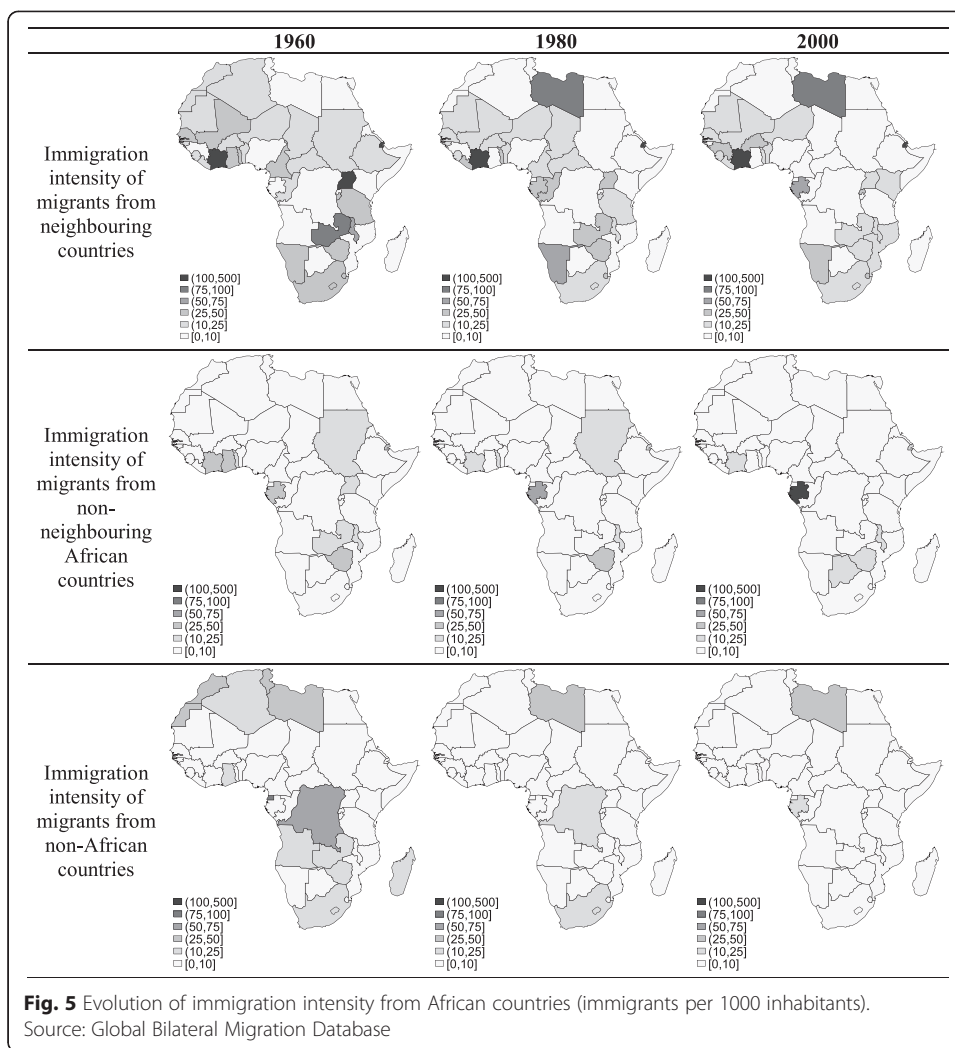 1960 1980 2000
Immigration
intensity of
migrants from
neighbouring
countries
(100,500]
(75,100]
(50,75]
(25,50]
(10,25]
[0,10]
(100,500]
(75,100]
(50,75]
(25,50]
(10,25]
[0,10]
(100,500]
(75,100]
(50,75]
(25,50]
(10,25]
[0,10]
Immigration
intensity of
migrants from
non-
neighbouring
African
countries
(100,500]
(75,100]
(50,75]
(25,50]
(10,25]
[0,10]
(100,500]
(75,100]
(50,75]
(25,50]
(10,25]
[0,10]
(100,500]
(75,100]
(50,75]
(25,50]
(10,25]
[0,10]
Immigration
intensity of
migrants from
non-African
countries
(100,500]
(75,100]
(50,75]
(25,50]
(10,25]
[0,10]
(100,500]
(75,100]
(50,75]
(25,50]
(10,25]
[0,10]
(100,500]
(75,100]
(50,75]
(25,50]
(10,25]
[0,10]
Fig. 5 Evolution of immigration intensity from African countries (immigrants per 1000 inhabitants).
Source: Global Bilateral Migration Database